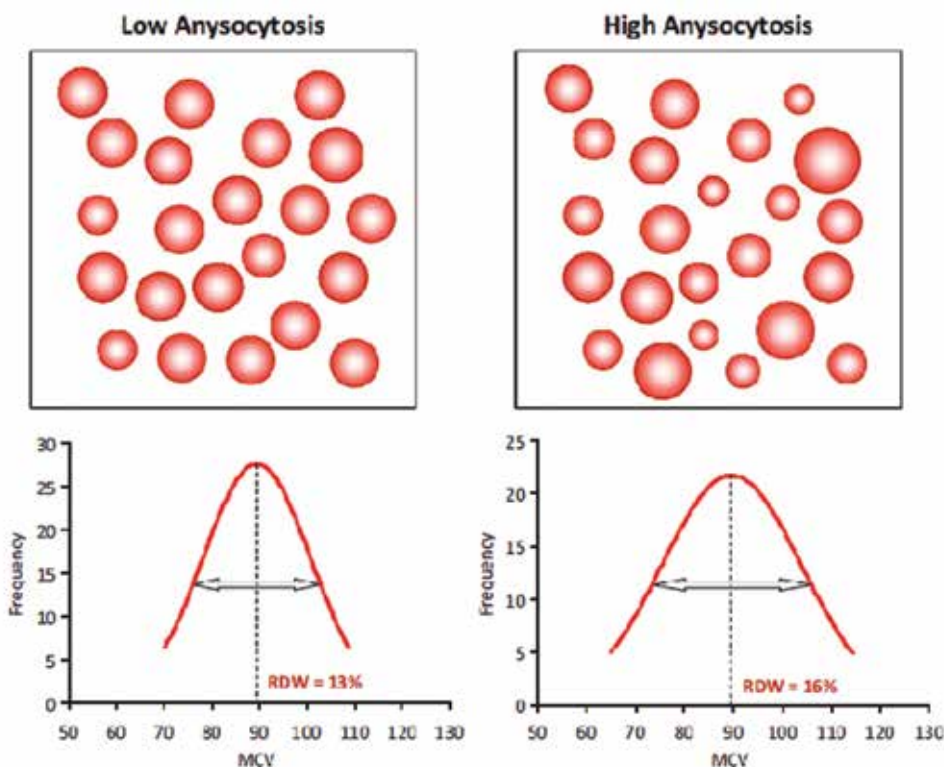 Low Anysocytosis
High Anysocytosis
30
25
20
15
10
5
0
Frequency
RDW = 13%
50 60 70 80 90 100 110 120 130
MCV
25
20
15
10
5
0
Frequency
RDW = 16%
50 60 70 80 90 100 110 120 130
MCV